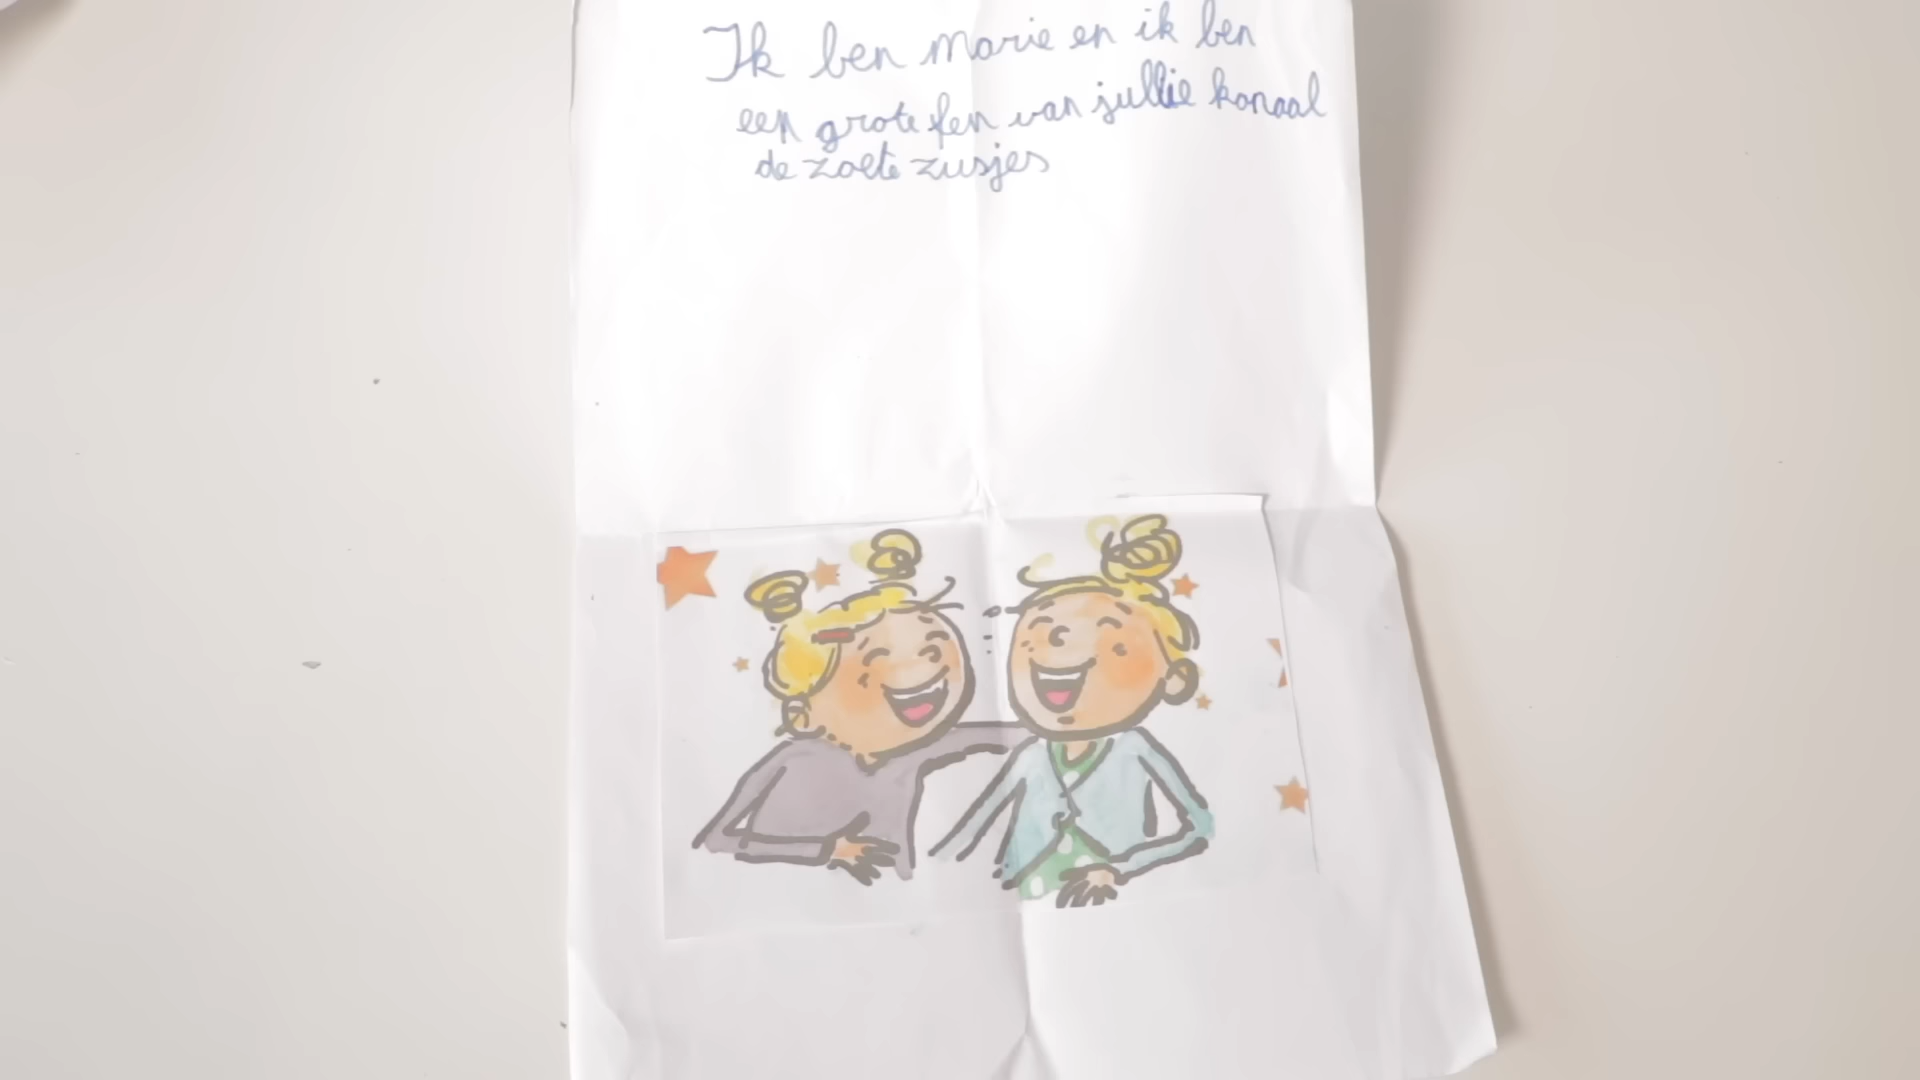 Ik ben Marie en ik ben
een grote fen van jullie kanaal
de zoete zusjes